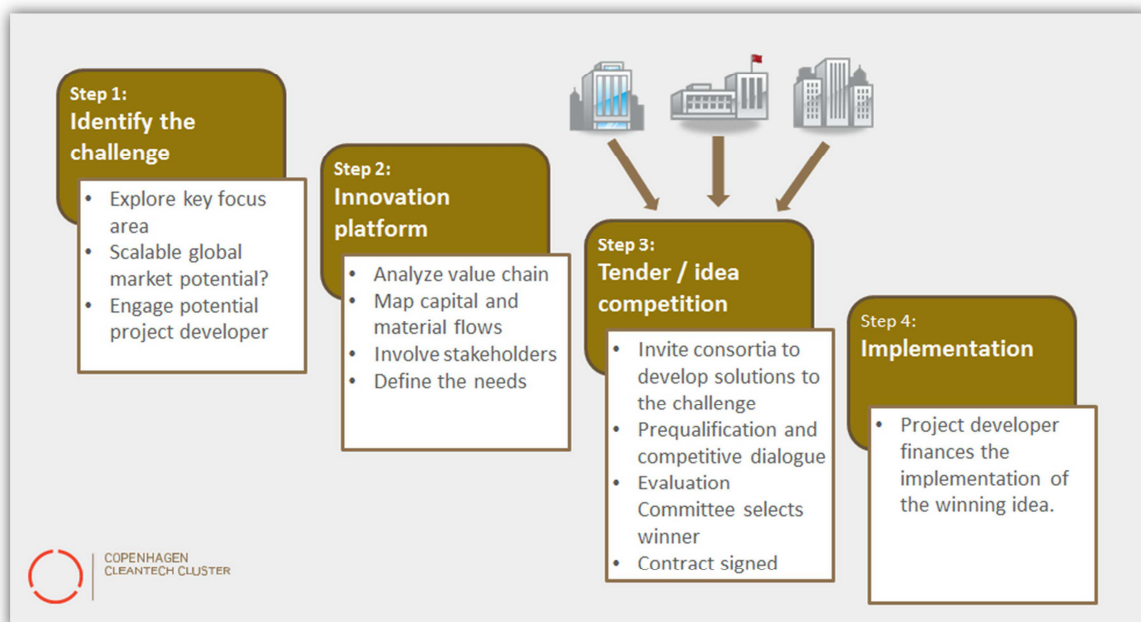 Step 1:
Identify the
challenge
• Explore key focus
area
• Scalable global
market potential?
• Engage potential
project developer
Step 2:
Innovation
platform
• Analyze value chain
• Map capital and
material flows
• Involve stakeholders
• Define the needs
Step 3:
Tender / idea
competition
• Invite consortia to
develop solutions to
the challenge
• Prequalification and
competitive dialogue
• Evaluation
Committee selects
winner
• Contract signed
Step 4:
Implementation
• Project developer
finances the
implementation of
the winning idea.
COPENHAGEN
CLEANTECH CLUSTER